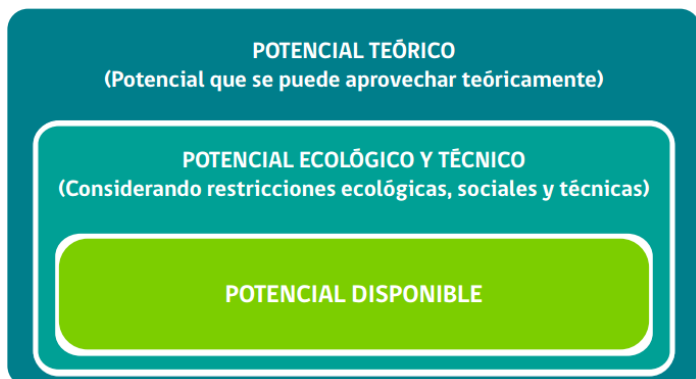 POTENCIAL TEÓRICO
(Potencial que se puede aprovechar teóricamente)
POTENCIAL ECOLÓGICO Y TÉCNICO
(Considerando restricciones ecológicas, sociales y técnicas)
POTENCIAL DISPONIBLE